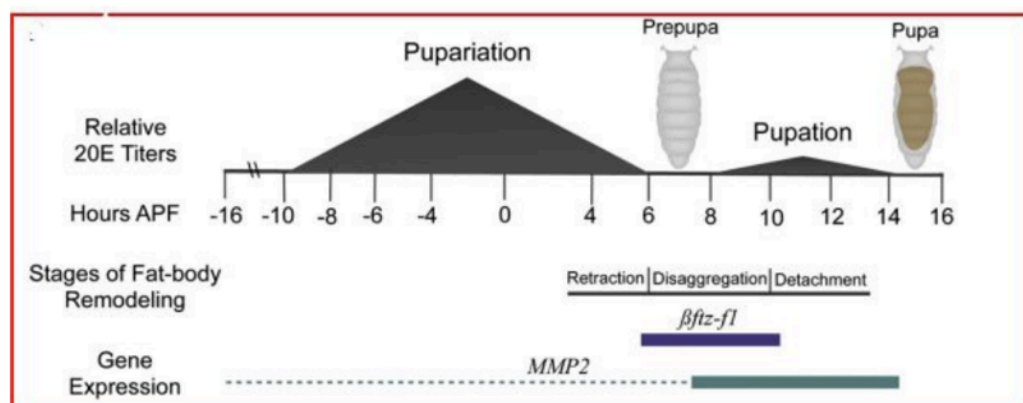 Prepupa
Pupa
Pupariation
Pupation
Relative
20E Titers
Hours APF -16 -10 -8 -6 -4 0 4 6 8 10 12 14 16
Stages of Fat-body
Remodeling
Retraction Disaggregation Detachment
βftz-f1
MMP2
Gene
Expression